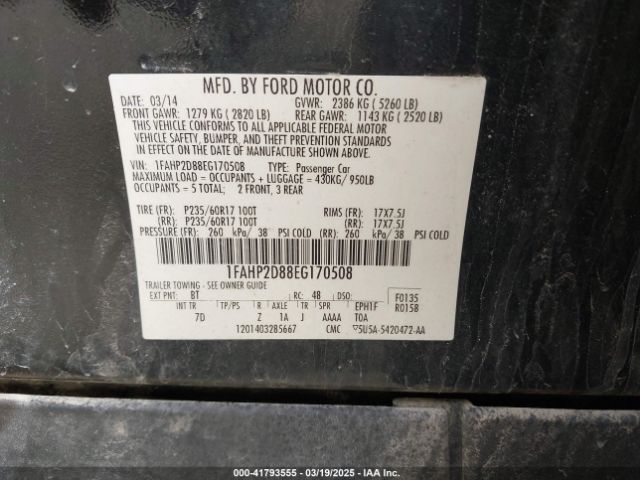 MFD. BY FORD MOTOR CO.
DATE: 03/14 GVWR: 2386 KG ( 5260 LB)
FRONT GAWR: 1279 KG ( 2820 LB) REAR GAWR: 1143 KG ( 2520 LB)
THIS VEHICLE CONFORMS TO ALL APPLICABLE FEDERAL MOTOR
VEHICLE SAFETY, BUMPER, AND THEFT PREVENTION STANDARDS
IN EFFECT ON THE DATE OF MANUFACTURE SHOWN ABOVE.
VIN: 1FAHP2D88EG170508 TYPE: Passenger Car
MAXIMUM LOAD = OCCUPANTS + LUGGAGE = 430KG/ 950LB
OCCUPANTS = 5 TOTAL; 2 FRONT, 3 REAR
TIRE (FR): P235/60R17 100T RIMS (FR): 17X7.5J
(RR): P235/60R17 100T (RR): 17X7.5J
PRESSURE (FR): 260 kPa/ 38 PSI COLD (RR): 260 kPa/ 38 PSI COLD
1FAHP2D88EG170508
TRAILER TOWING - SEE OWNER GUIDE
EXT PNT: BT RC: 48 DSO: F0135
INT TR TP/PS R AXLE TR SPR EPH1F R015B
7D Z 1A J AAAA TOA
1201403285667 CMC ▽5USA-5420472-AA
000-41793555 — 03/19/2025 — IAA Inc.